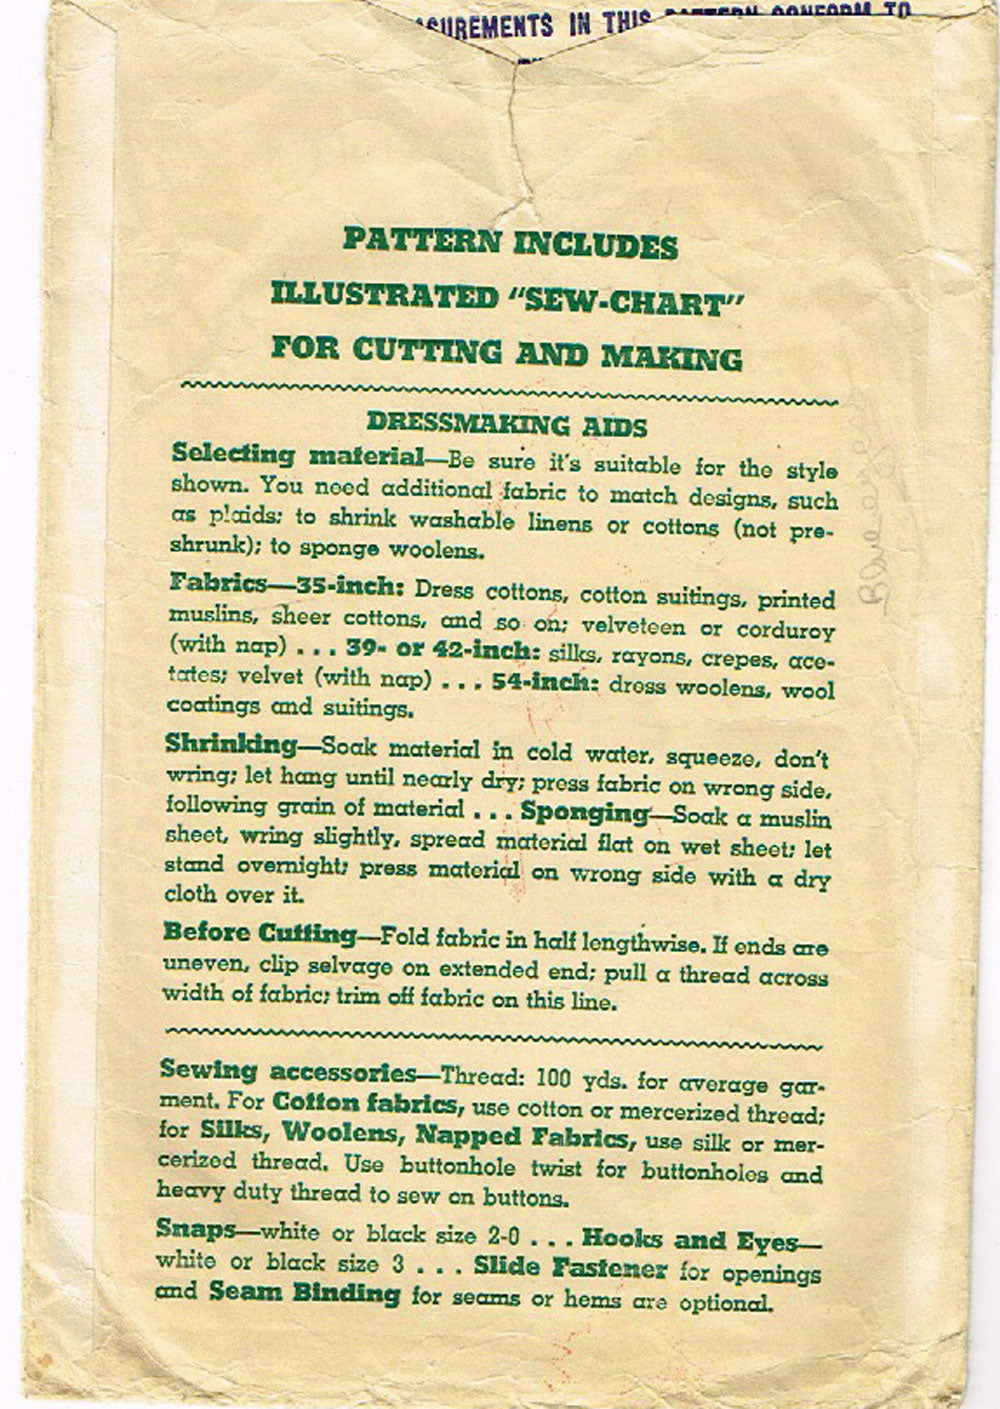 IN THIS PATTERN CONFORM TO
PATTERN INCLUDES
ILLUSTRATED "SEW-CHART"
FOR CUTTING AND MAKING
DRESSMAKING AIDS
Selecting material—Be sure it's suitable for the style
shown. You need additional fabric to match designs, such
as plaids; to shrink washable linens or cottons (not pre-
shrunk); to sponge woolens.
Fabrics—35-inch: Dress cottons, cotton suitings, printed
muslins, sheer cottons, and so on; velveteen or corduroy
(with nap) . . . 39- or 42-inch: silks, rayons, crepes, ace-
tates; velvet (with nap) . . . 54-inch: dress woolens, wool
coatings and suitings.
Shrinking—Soak material in cold water, squeeze, don't
wring; let hang until nearly dry; press fabric on wrong side,
following grain of material . . . Sponging—Soak a muslin
sheet, wring slightly, spread material flat on wet sheet; let
stand overnight; press material on wrong side with a dry
cloth over it.
Before Cutting—Fold fabric in half lengthwise. If ends are
uneven, clip selvage on extended end; pull a thread across
width of fabric; trim off fabric on this line.
Sewing accessories—Thread: 100 yds. for average gar-
ment. For Cotton fabrics, use cotton or mercerized thread;
for Silks, Woolens, Napped Fabrics, use silk or mer-
cerized thread. Use buttonhole twist for buttonholes and
heavy duty thread to sew on buttons.
Snaps—white or black size 2-0 . . . Hooks and Eyes—
white or black size 3 . . . Slide Fastener for openings
and Seam Binding for seams or hems are optional.